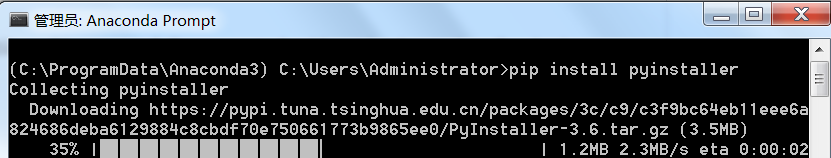 管理员: Anaconda Prompt
(C:\ProgramData\Anaconda3) C:\Users\Administrator>pip install pyinstaller
Collecting pyinstaller
  Downloading https://pypi.tuna.tsinghua.edu.cn/packages/3c/c9/c3f9bc64eb11eee6a
824686deba6129884c8cbdf70e750661773b9865ee0/PyInstaller-3.6.tar.gz (3.5MB)
    35% |                                | 1.2MB 2.3MB/s eta 0:00:02